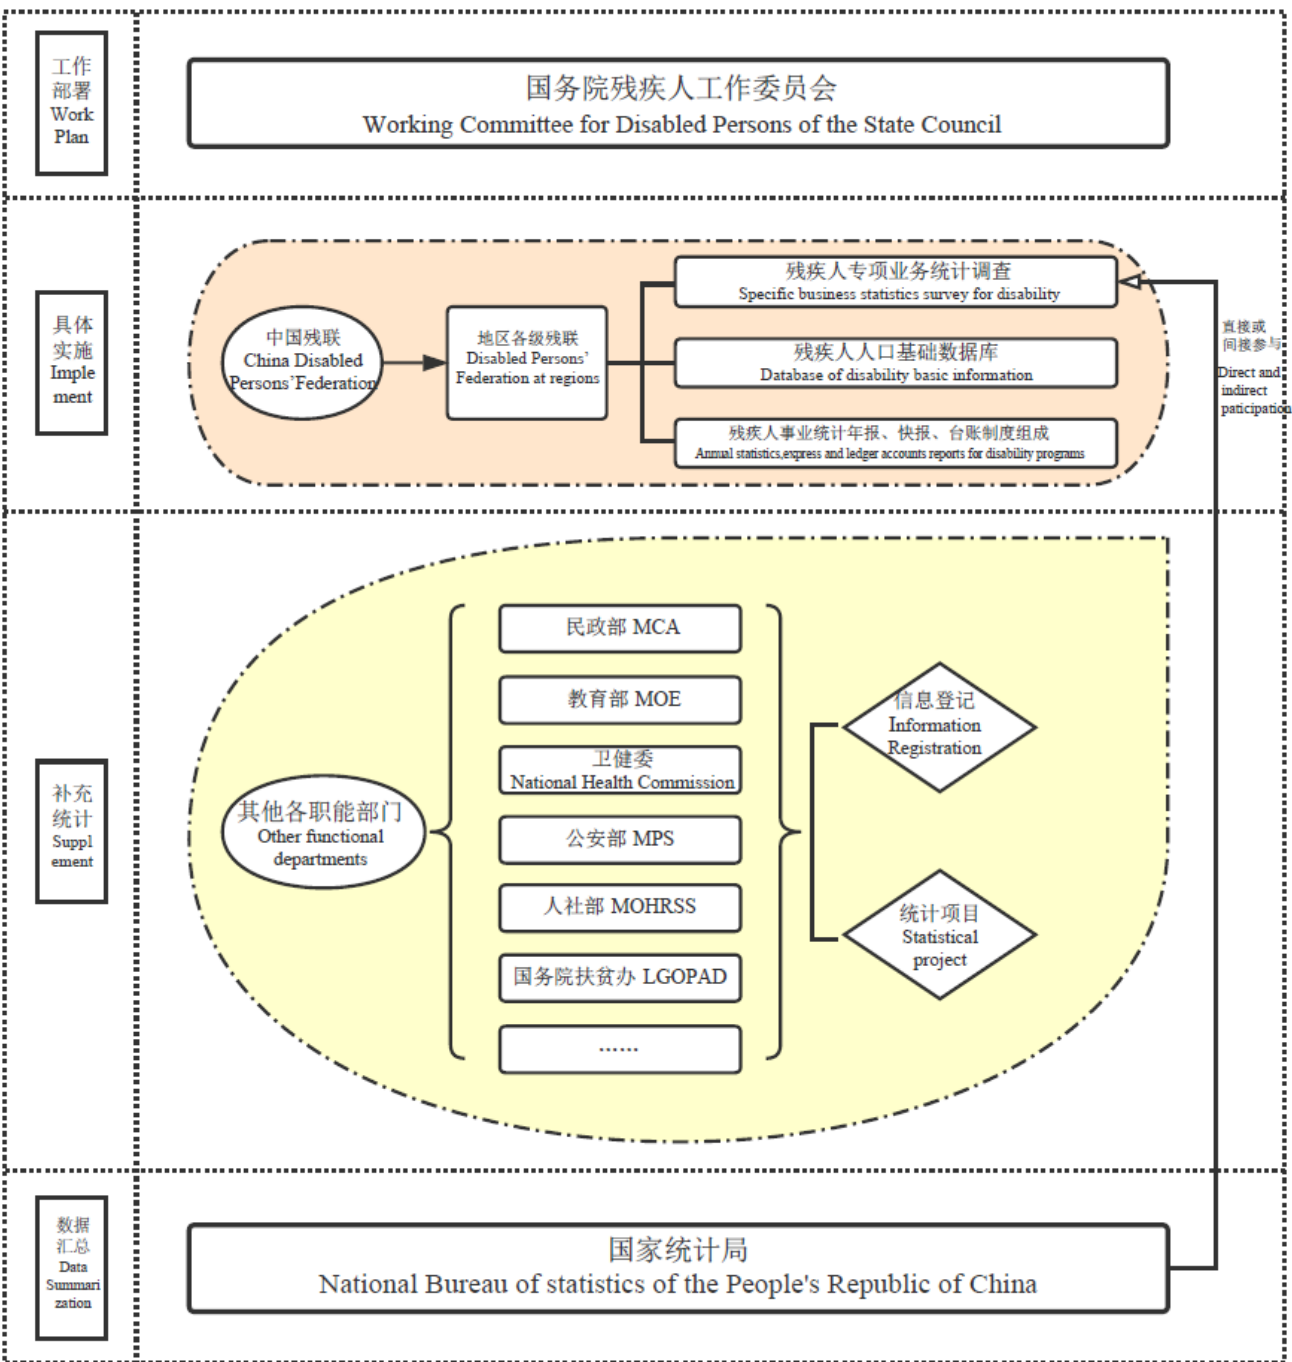 工作
部署
Work
Plan
国务院残疾人工作委员会
Working Committee for Disabled Persons of the State Council
具体
实施
Imple
ment
中国残联
China Disabled
Persons’Federation
地区各级残联
Disabled Persons’
Federation at regions
残疾人专项业务统计调查
Specific business statistics survey for disability
残疾人人口基础数据库
Database of disability basic information
残疾人事业统计年报、快报、台账制度组成
Annual statistics,express and ledger accounts reports for disability programs
直接或
间接参与
Direct and
indirect
paticipation
补充
统计
Suppl
ement
其他各职能部门
Other functional
departments
民政部 MCA
教育部 MOE
卫健委
National Health Commission
公安部 MPS
人社部 MOHRSS
国务院扶贫办 LGOPAD
……
信息登记
Information
Registration
统计项目
Statistical
project
数据
汇总
Data
Summari
zation
国家统计局
National Bureau of statistics of the People's Republic of China